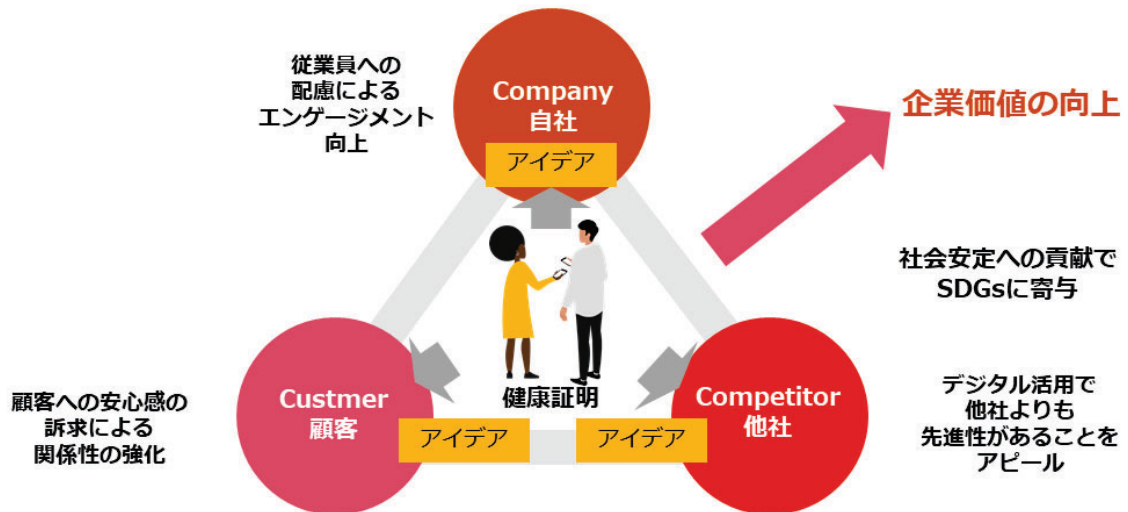 従業員への
配慮による
エンゲージメント
向上
Company
自社
アイデア
企業価値の向上
社会安定への貢献で
SDGsに寄与
健康証明
Custmer
顧客
アイデア
アイデア
Competitor
他社
顧客への安心感の
訴求による
関係性の強化
デジタル活用で
他社よりも
先進性があることを
アピール